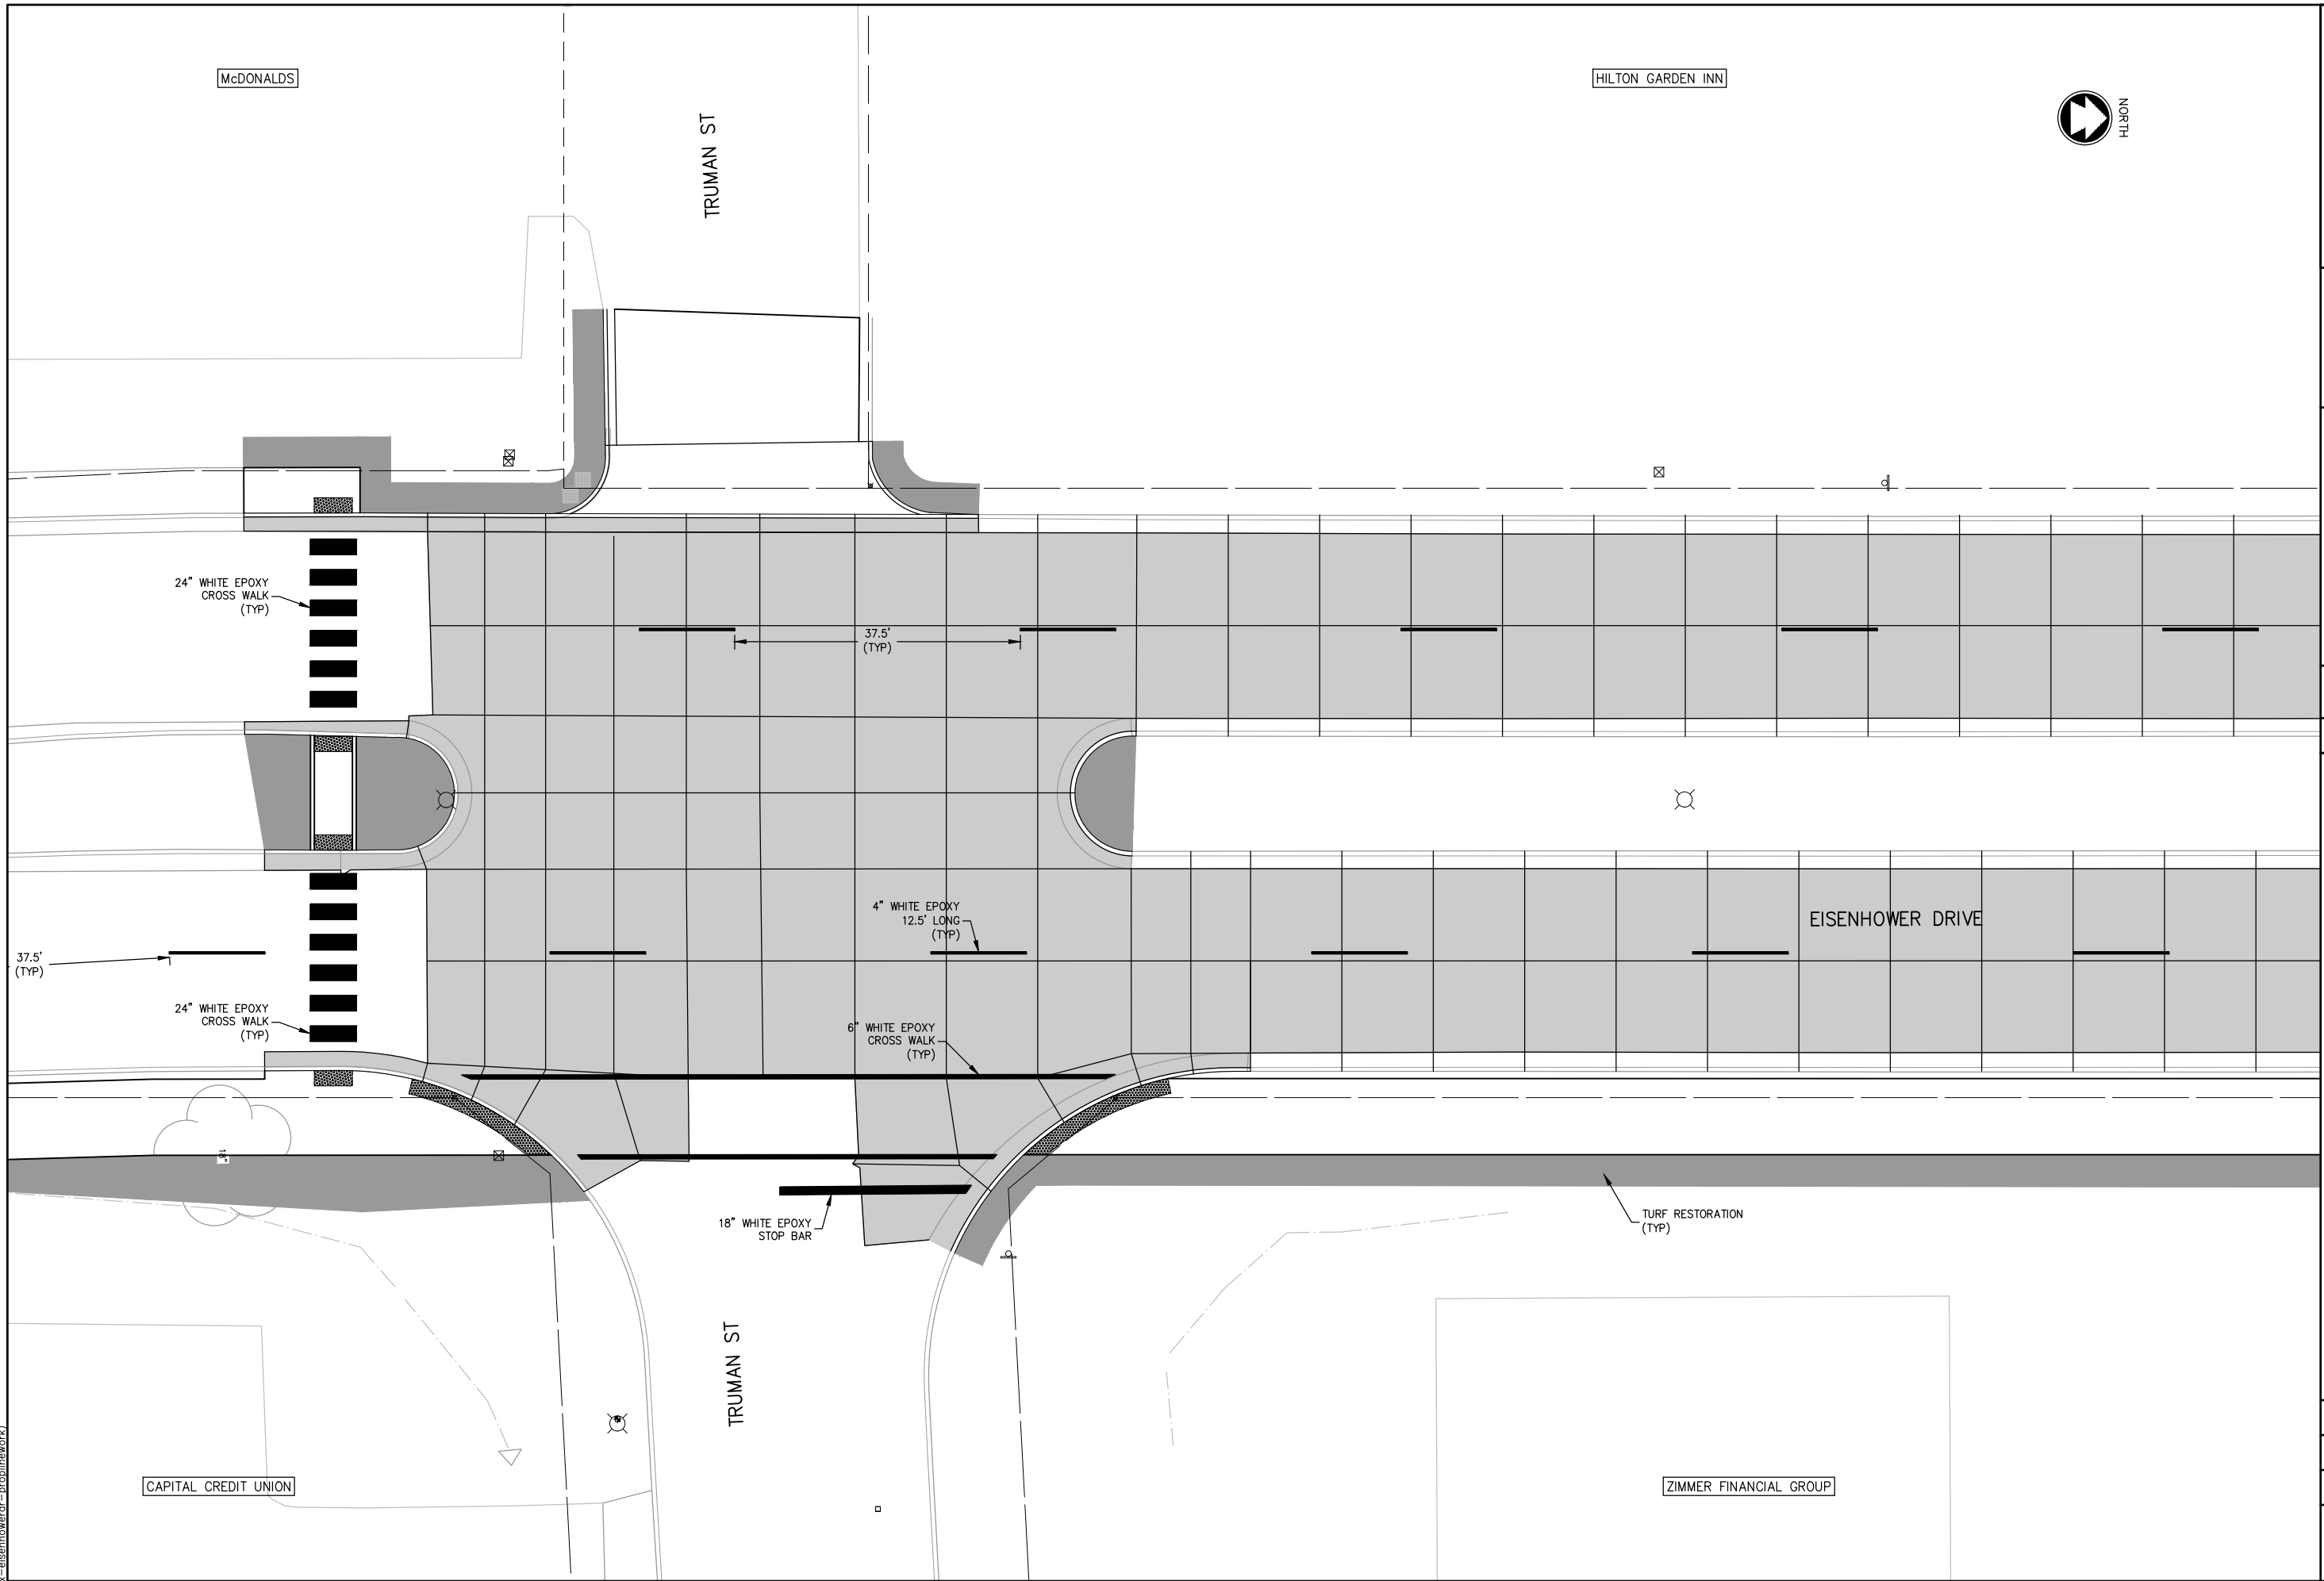 McDONALDS
HILTON GARDEN INN
NORTH
TRUMAN ST
24" WHITE EPOXY
CROSS WALK
(TYP)
37.5'
(TYP)
4" WHITE EPOXY
12.5' LONG
(TYP)
EISENHOWER DRIVE
37.5'
(TYP)
24" WHITE EPOXY
CROSS WALK
(TYP)
6" WHITE EPOXY
CROSS WALK
(TYP)
18"
18" WHITE EPOXY
STOP BAR
TURF RESTORATION
(TYP)
TRUMAN ST
CAPITAL CREDIT UNION
ZIMMER FINANCIAL GROUP